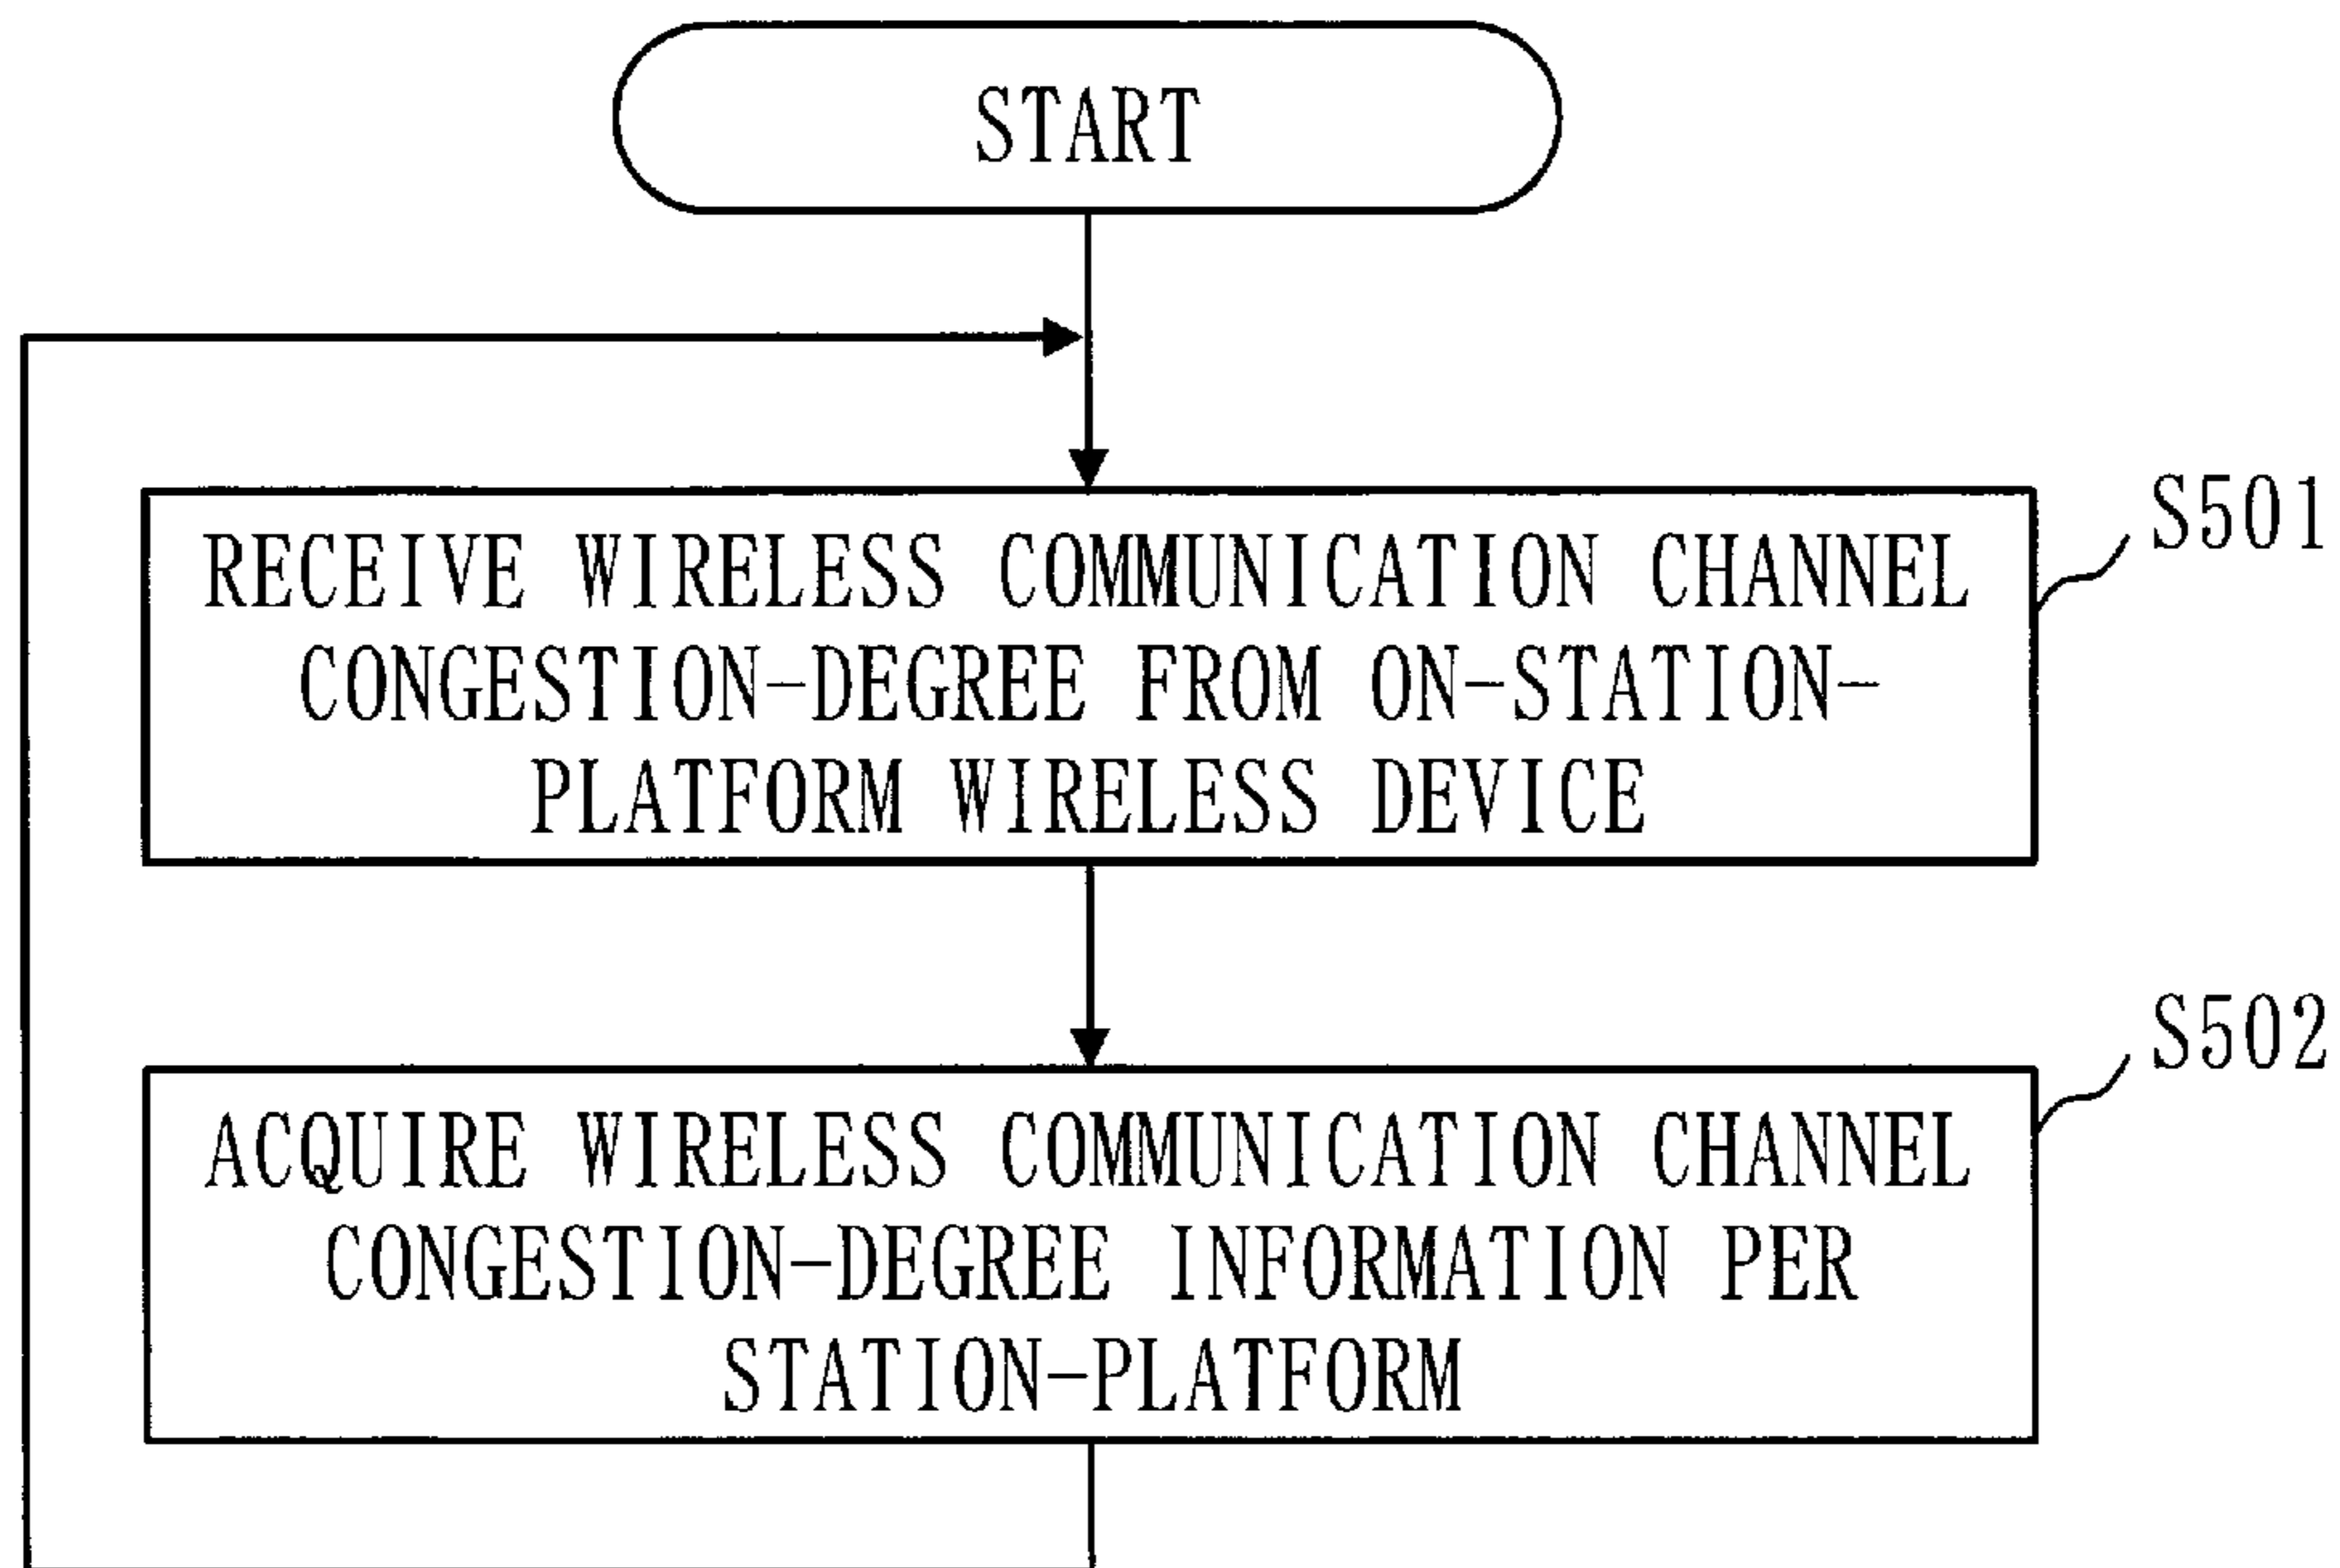 START
S501
RECEIVE WIRELESS COMMUNICATION CHANNEL
CONGESTION-DEGREE FROM ON-STATION-
PLATFORM WIRELESS DEVICE
S502
ACQUIRE WIRELESS COMMUNICATION CHANNEL
CONGESTION-DEGREE INFORMATION PER
STATION-PLATFORM